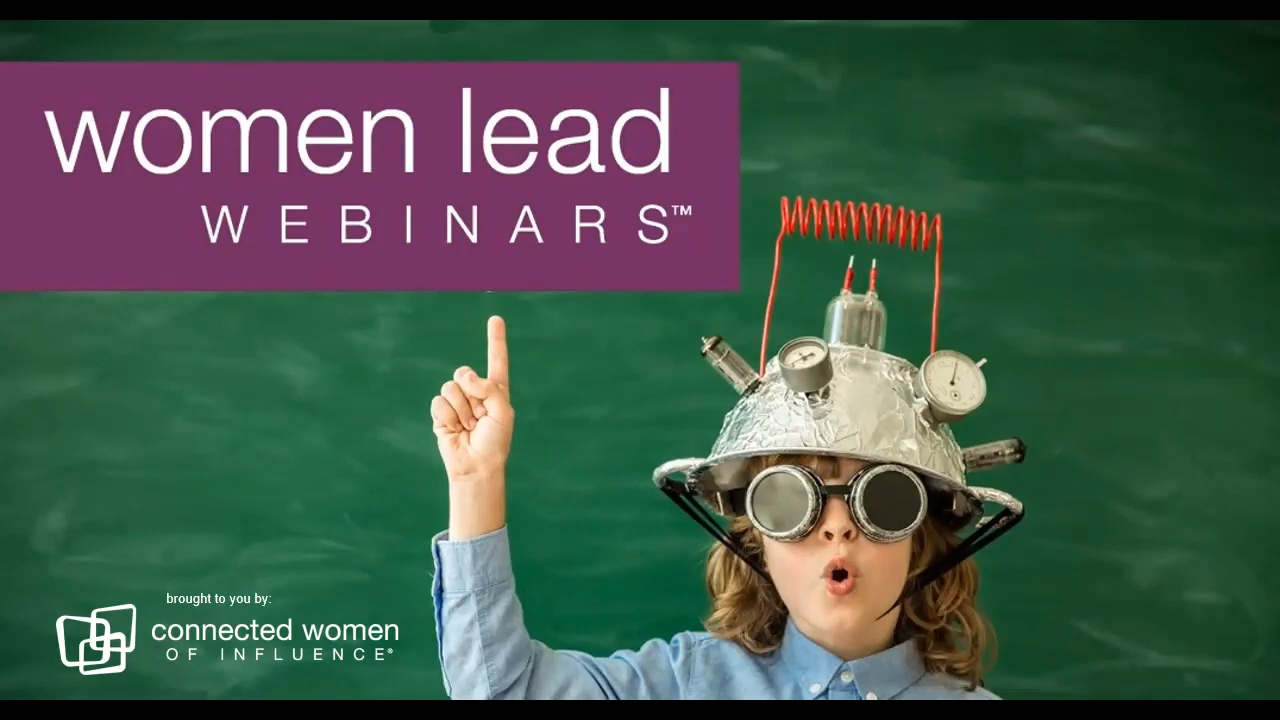 women lead
WEBINARS™
brought to you by:
connected women
OF INFLUENCE®